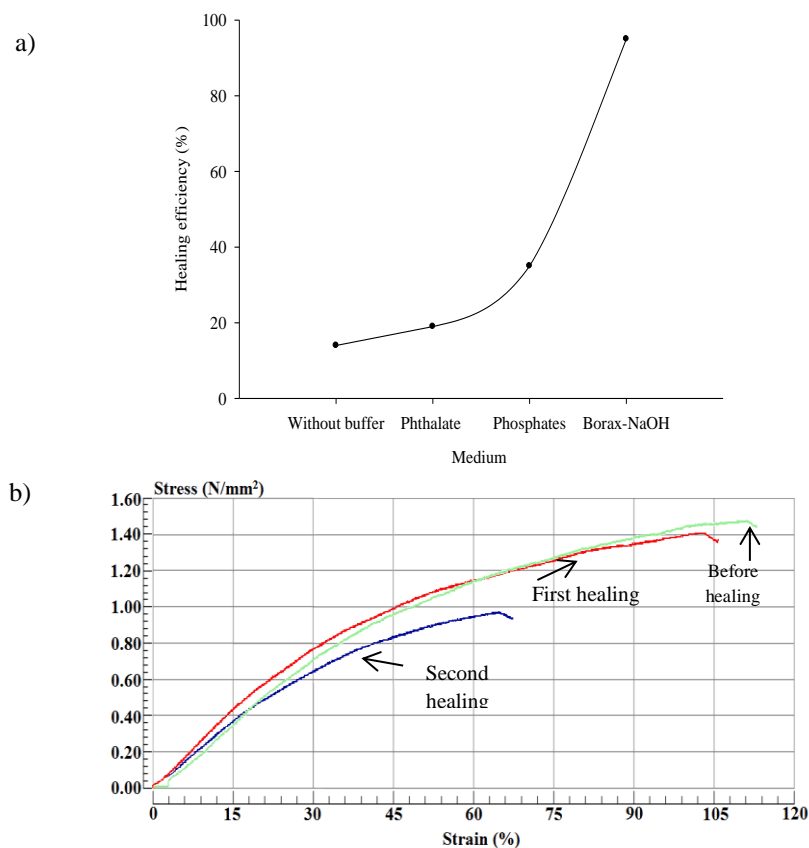 a)
100
80
60
40
20
0
Healing efficiency (%)
Without buffer Phthalate Phosphates Borax-NaOH
Medium
b)
Stress (N/mm²)
1.60
1.40
1.20
1.00
0.80
0.60
0.40
0.20
0.00
Before
healing
First healing
Second
healing
0 15 30 45 60 75 90 105 120
Strain (%)